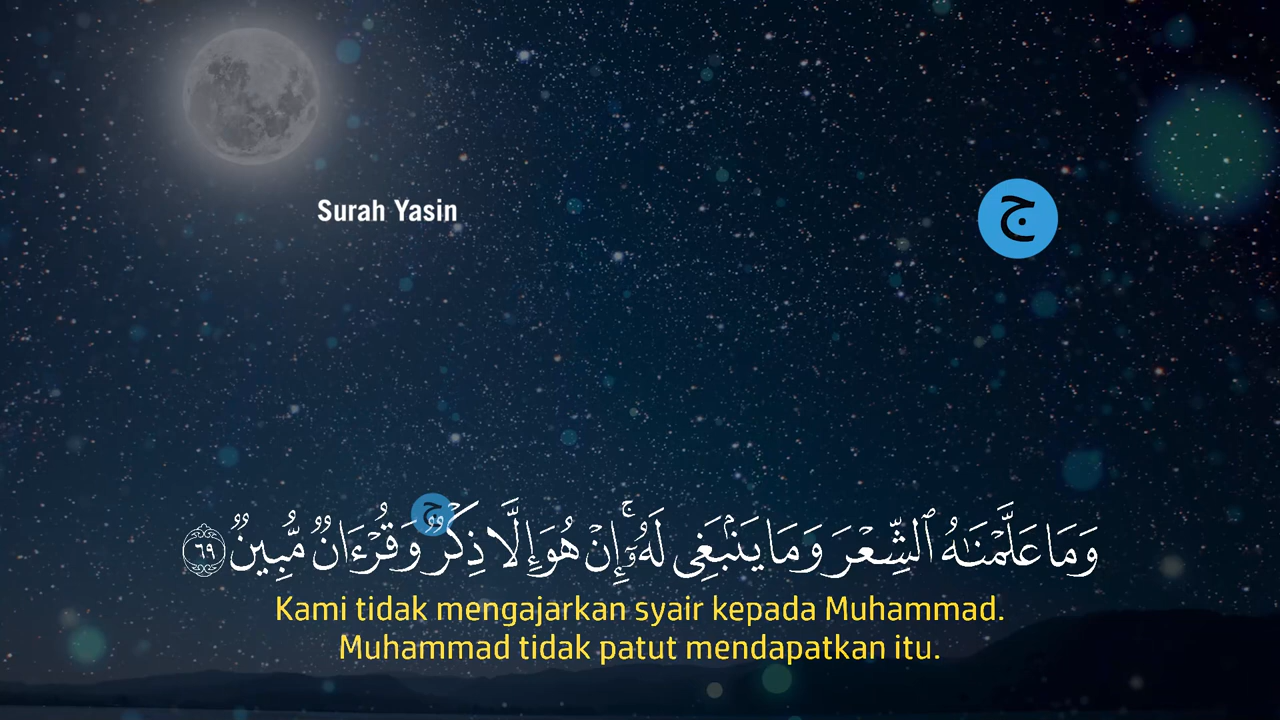 Surah Yasin
ج
ج
وَمَا عَلَّمْنَـٰهُ ٱلشِّعْرَ وَمَا يَنۢبَغِى لَهُۥٓ ۚ إِنْ هُوَ إِلَّا ذِكْرٌ وَقُرْءَانٌ مُّبِينٌ ٦٩
Kami tidak mengajarkan syair kepada Muhammad.
Muhammad tidak patut mendapatkan itu.